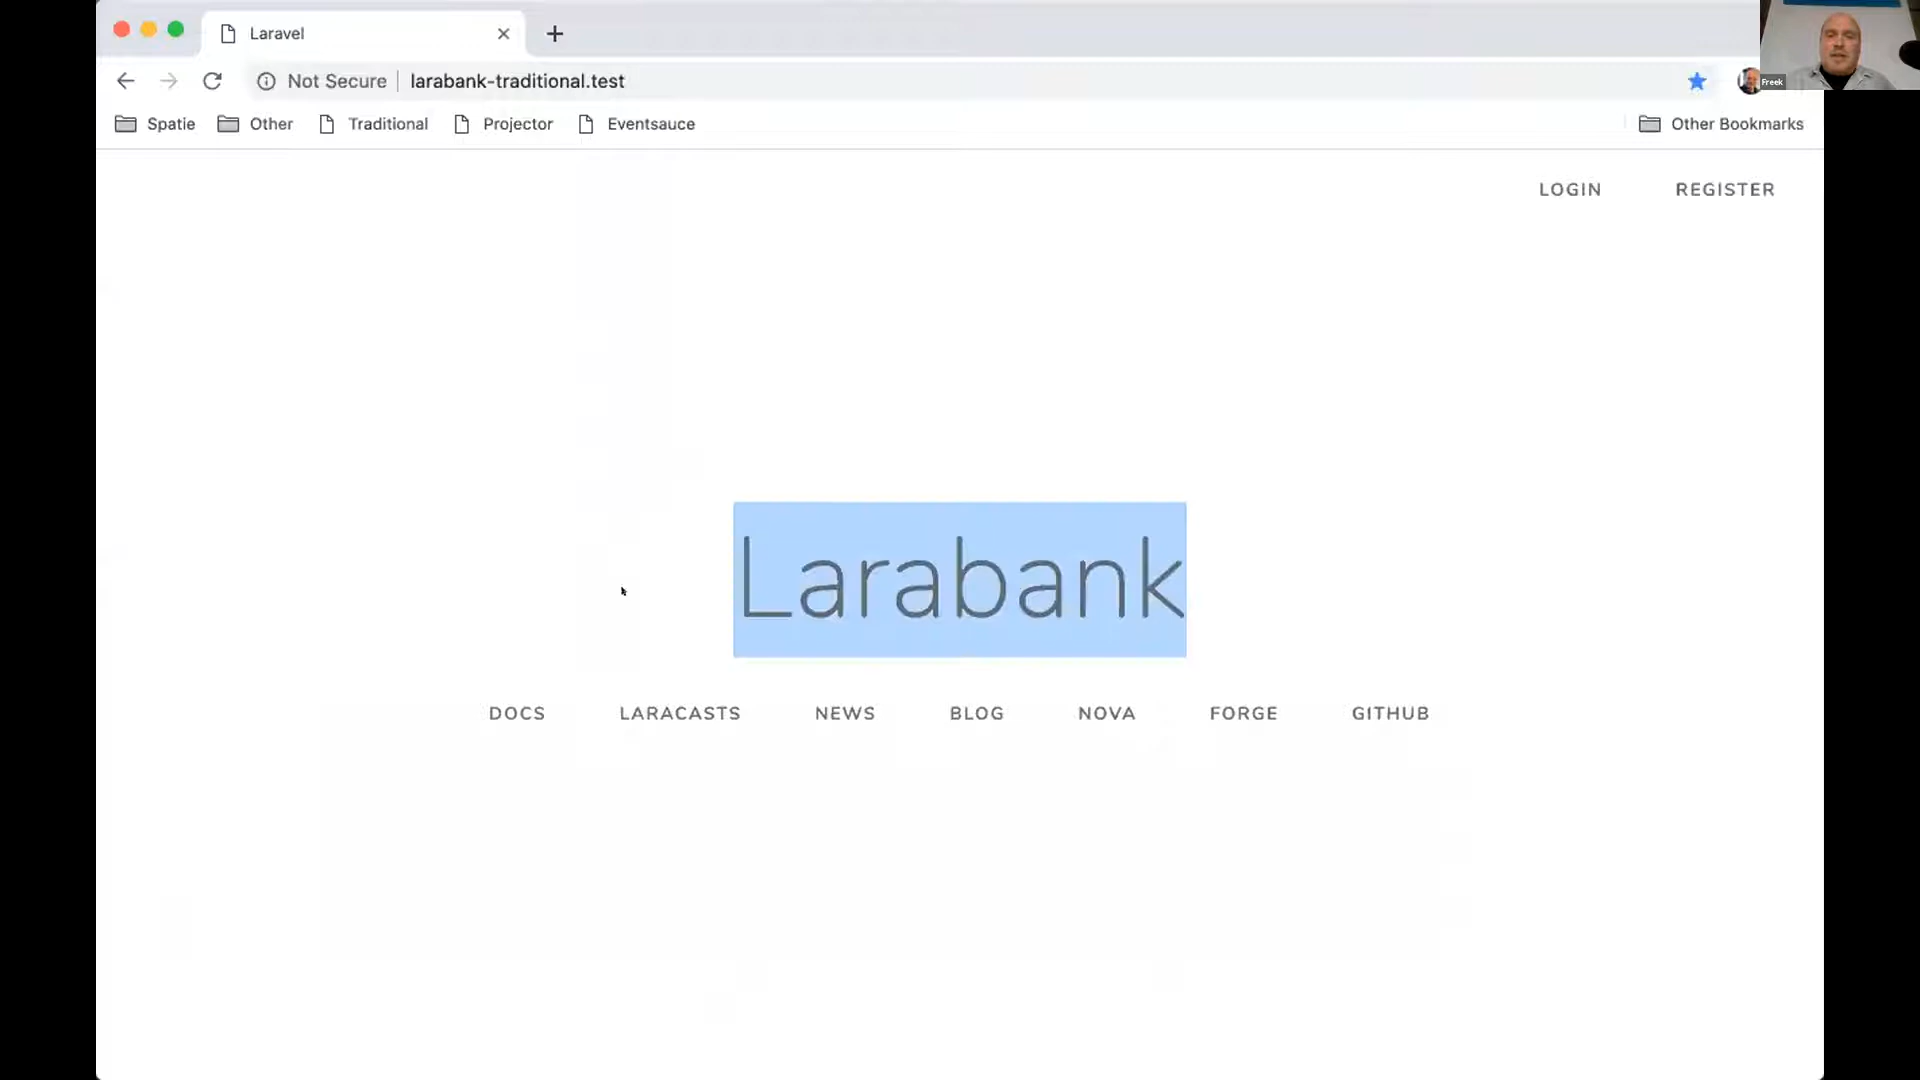 Laravel
Not Secure larabank-traditional.test
Freek
Spatie Other Traditional Projector Eventsauce Other Bookmarks
LOGIN REGISTER
Larabank
DOCS LARACASTS NEWS BLOG NOVA FORGE GITHUB